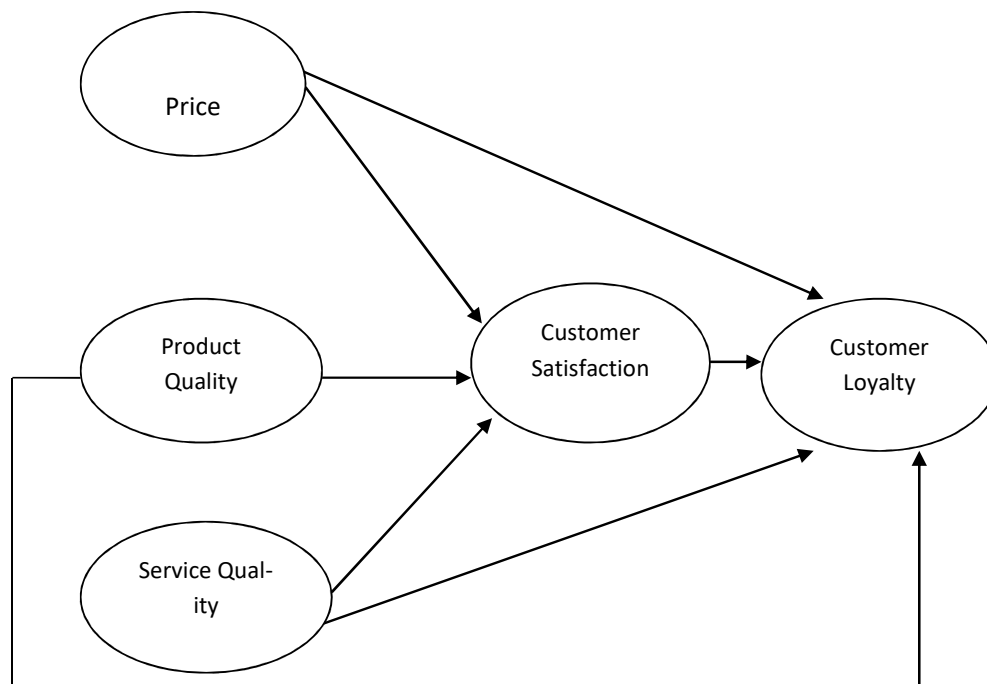 Price
Product
Quality
Customer
Satisfaction
Customer
Loyalty
Service Qual-
ity